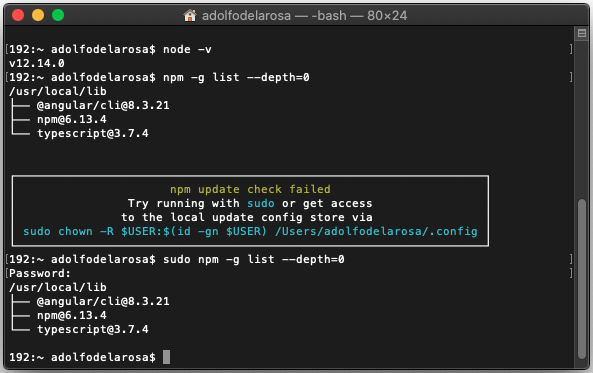 adolfodelarosa — -bash — 80×24
[192:~ adolfodelarosa$ node -v
v12.14.0
[192:~ adolfodelarosa$ npm -g list --depth=0
/usr/local/lib
├── @angular/cli@8.3.21
├── npm@6.13.4
└── typescript@3.7.4
npm update check failed
Try running with sudo or get access
to the local update config store via
sudo chown -R $USER:$(id -gn $USER) /Users/adolfodelarosa/.config
[192:~ adolfodelarosa$ sudo npm -g list --depth=0
[Password:
/usr/local/lib
├── @angular/cli@8.3.21
├── npm@6.13.4
└── typescript@3.7.4
192:~ adolfodelarosa$